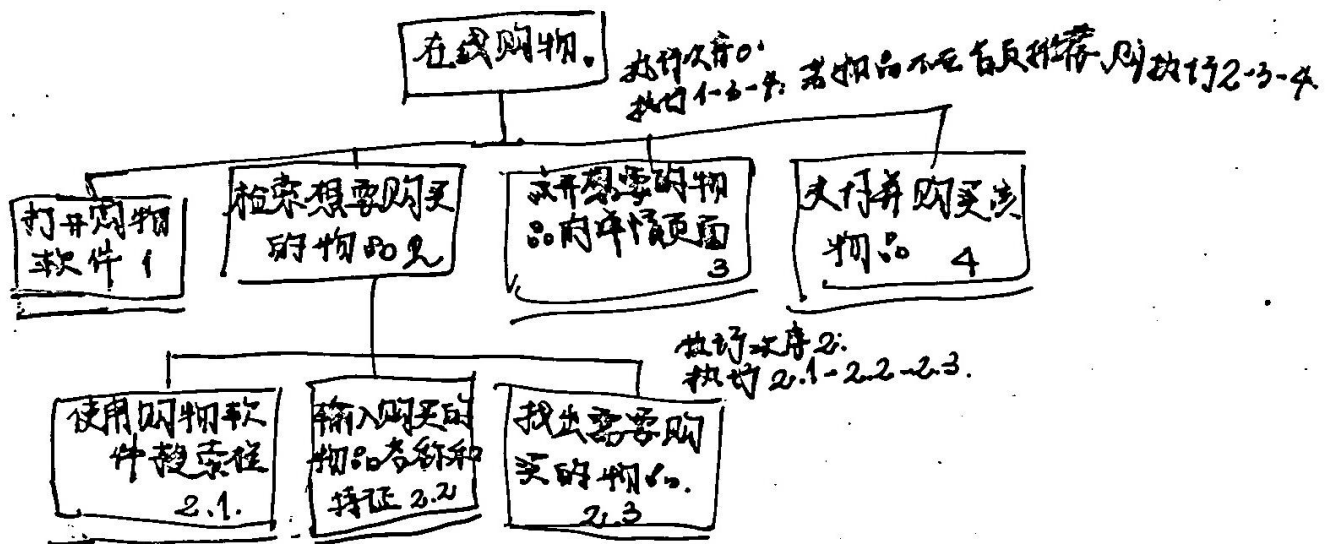 在线购物。
执行次序0:
执行1-3-4; 若物品不在首页推荐,则执行2-3-4
打开购物
软件 1
检索想要购买
的物品 2
点开想要的物
品的详情页面
3
支付并购买该
物品 4
执行次序2:
执行2.1-2.2-2.3.
使用购物软
件搜索框
2.1.
输入购买的
物品名称和
特征 2.2
找出需要购
买的物品.
2.3